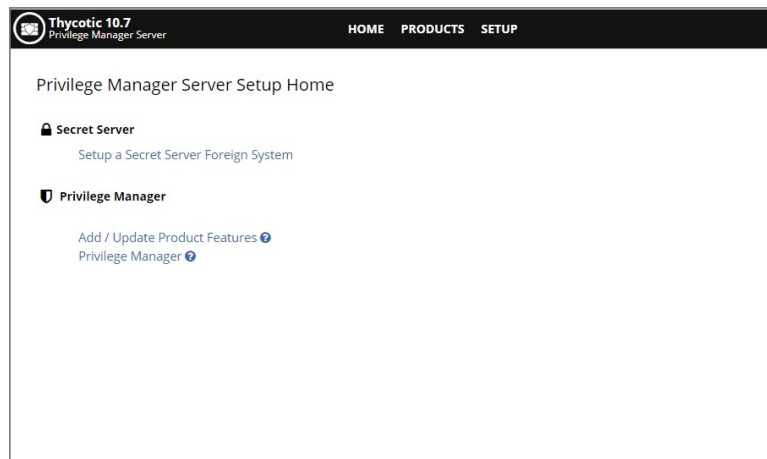 Thycotic 10.7
Privilege Manager Server
HOME PRODUCTS SETUP
Privilege Manager Server Setup Home
Secret Server
Setup a Secret Server Foreign System
Privilege Manager
Add / Update Product Features ?
Privilege Manager ?